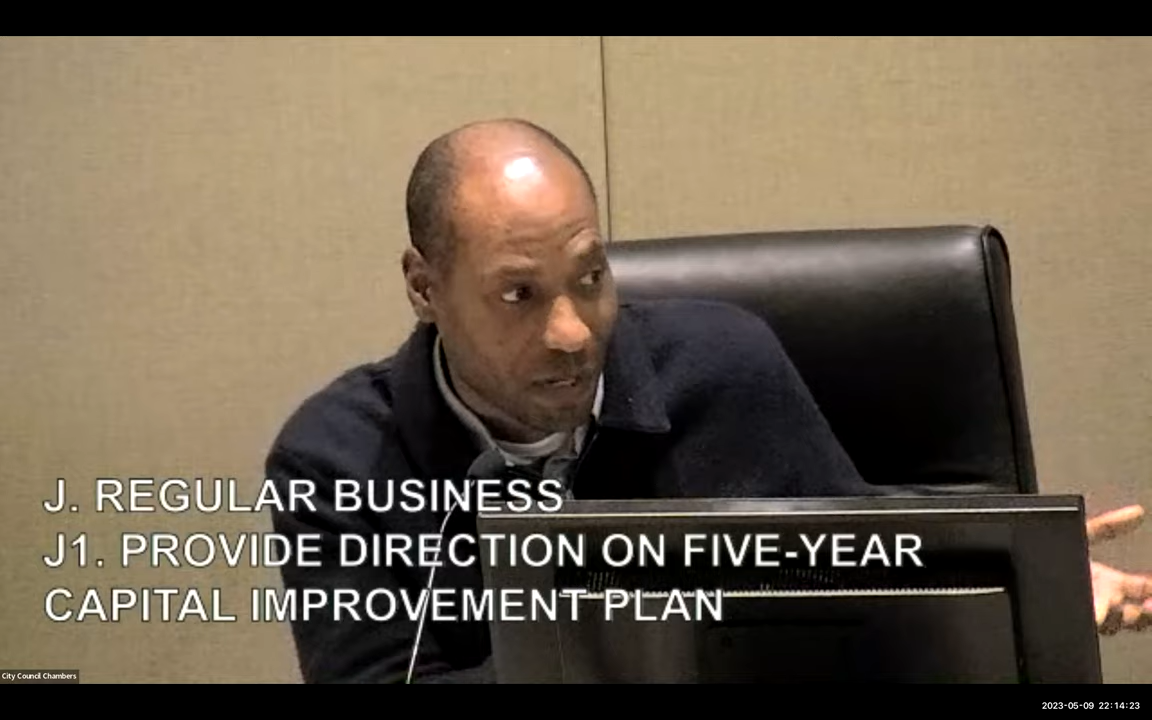 J. REGULAR BUSINESS
J1. PROVIDE DIRECTION ON FIVE-YEAR
CAPITAL IMPROVEMENT PLAN
City Council Chambers
2023-05-09 22:14:23